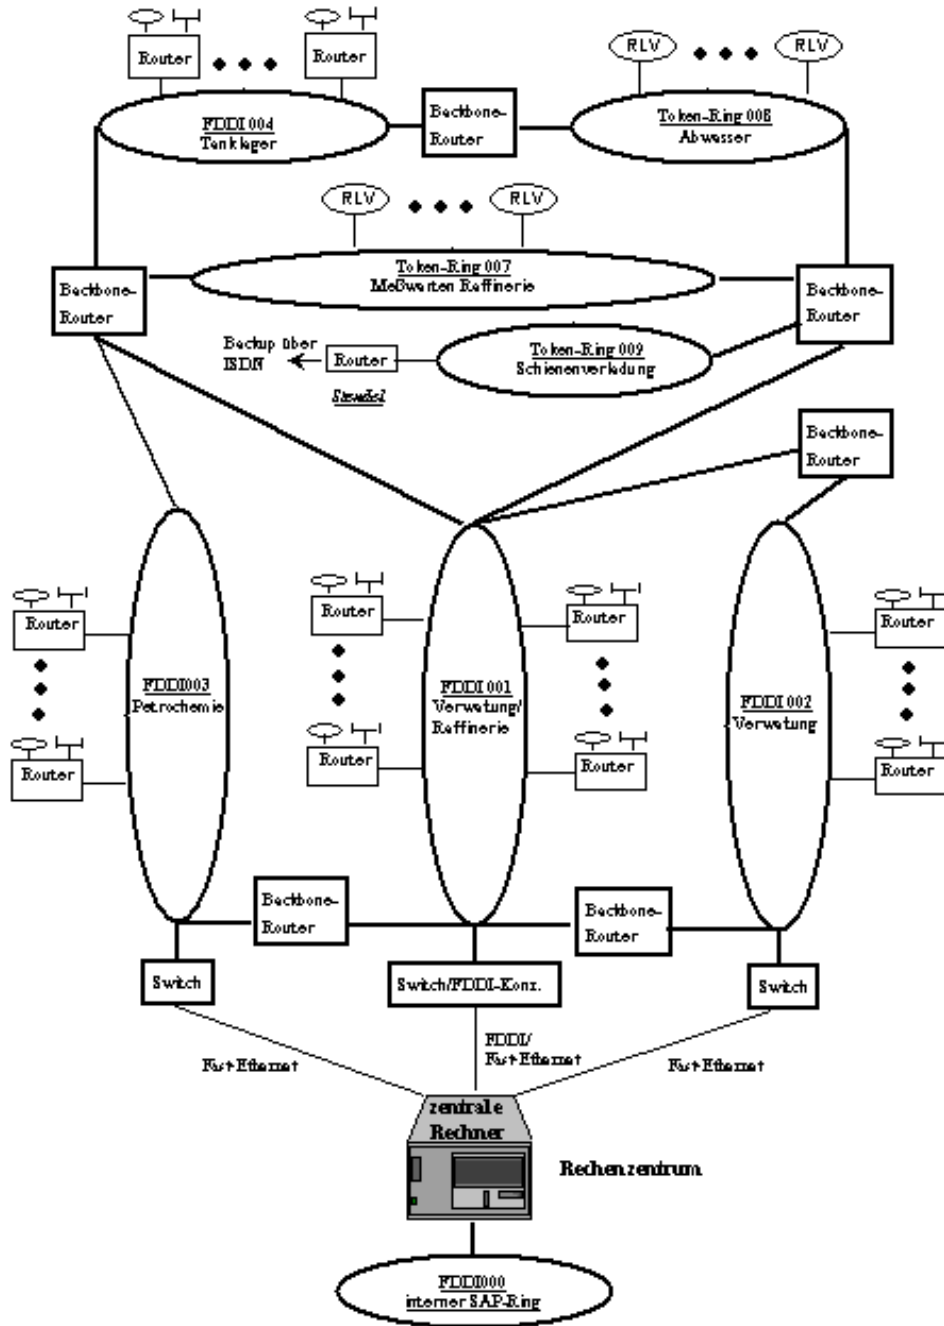 Router
Router
FDDI 004
Tanklager
Backbone-
Router
RLV
RLV
Token-Ring 008
Abwasser
RLV
RLV
Token-Ring 007
Meßwarten Raffinerie
Backbone-
Router
Backbone-
Router
Backup über
ISDN
Router
Token-Ring 009
Schienenverladung
Backbone-
Router
Router
Router
FDDI003
Petrochemie
Router
Router
FDDI 001
Verwatung/
Raffinerie
Router
Router
FDDI 002
Verwatung
Router
Router
Backbone-
Router
Backbone-
Router
Switch
Switch/FDDI-Konz.
Switch
Fast-Ethernet
FDDI/
Fast-Ethernet
Fast-Ethernet
zentrale
Rechner
Rechenzentrum
FDDI000
interner SAP-Ring